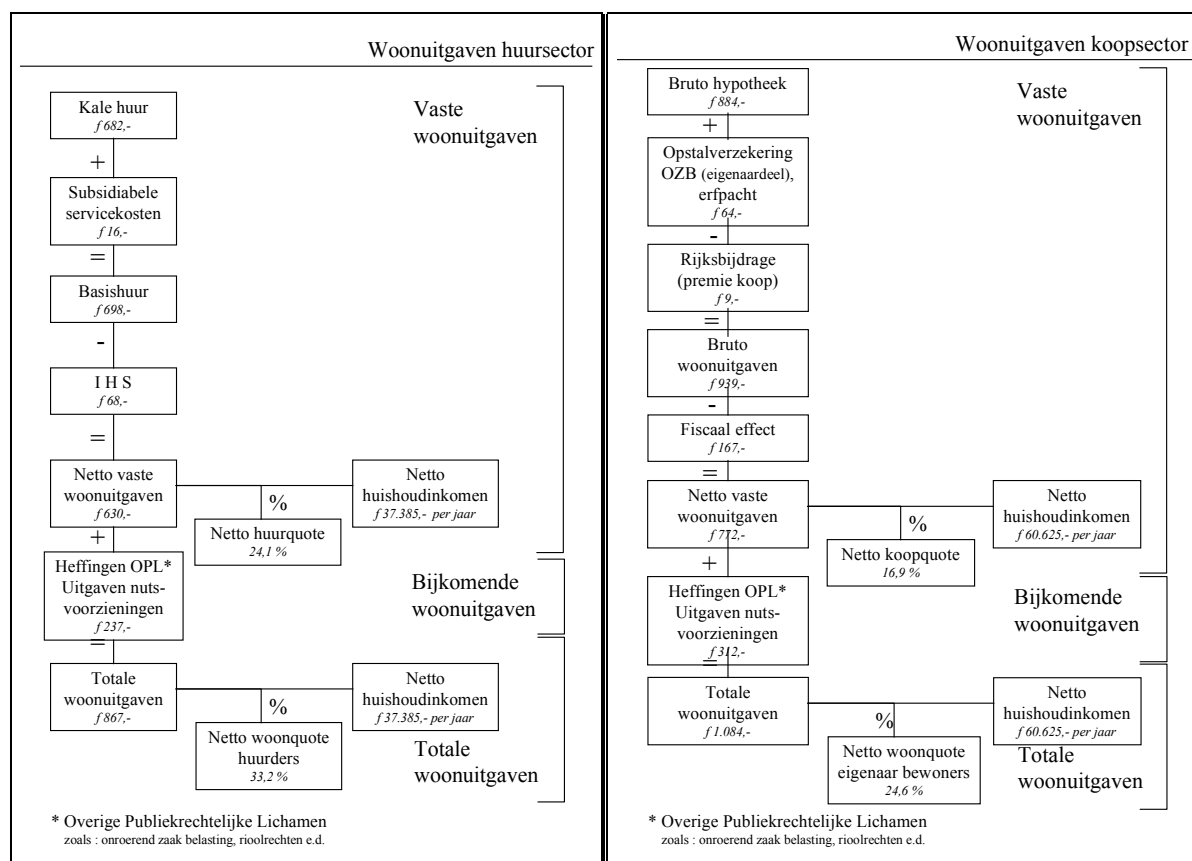 Woonuitgaven huursector
Kale huur
f 682,-
+
Subsidiabele
servicekosten
f 16,-
=
Basishuur
f 698,-
-
I H S
f 68,-
=
Netto vaste
woonuitgaven
f 630,-
%
Netto
huishoudinkomen
f 37.385,- per jaar
Netto huurquote
24,1 %
Vaste
woonuitgaven
+
Heffingen OPL*
Uitgaven nuts-
voorzieningen
f 237,-
Bijkomende
woonuitgaven
=
Totale
woonuitgaven
f 867,-
%
Netto
huishoudinkomen
f 37.385,- per jaar
Netto woonquote
huurders
33,2 %
Totale
woonuitgaven
* Overige Publiekrechtelijke Lichamen
zoals : onroerend zaak belasting, rioolrechten e.d.
Woonuitgaven koopsector
Bruto hypotheek
f 884,-
+
Opstalverzekering
OZB (eigenaardeel),
erfpacht
f 64,-
-
Rijksbijdrage
(premie koop)
f 9,-
=
Bruto
woonuitgaven
f 939,-
-
Fiscaal effect
f 167,-
=
Netto vaste
woonuitgaven
f 772,-
%
Netto
huishoudinkomen
f 60.625,- per jaar
Netto koopquote
16,9 %
Vaste
woonuitgaven
+
Heffingen OPL*
Uitgaven nuts-
voorzieningen
f 312,-
Bijkomende
woonuitgaven
=
Totale
woonuitgaven
f 1.084,-
%
Netto
huishoudinkomen
f 60.625,- per jaar
Netto woonquote
eigenaar bewoners
24,6 %
Totale
woonuitgaven
* Overige Publiekrechtelijke Lichamen
zoals : onroerend zaak belasting, rioolrechten e.d.